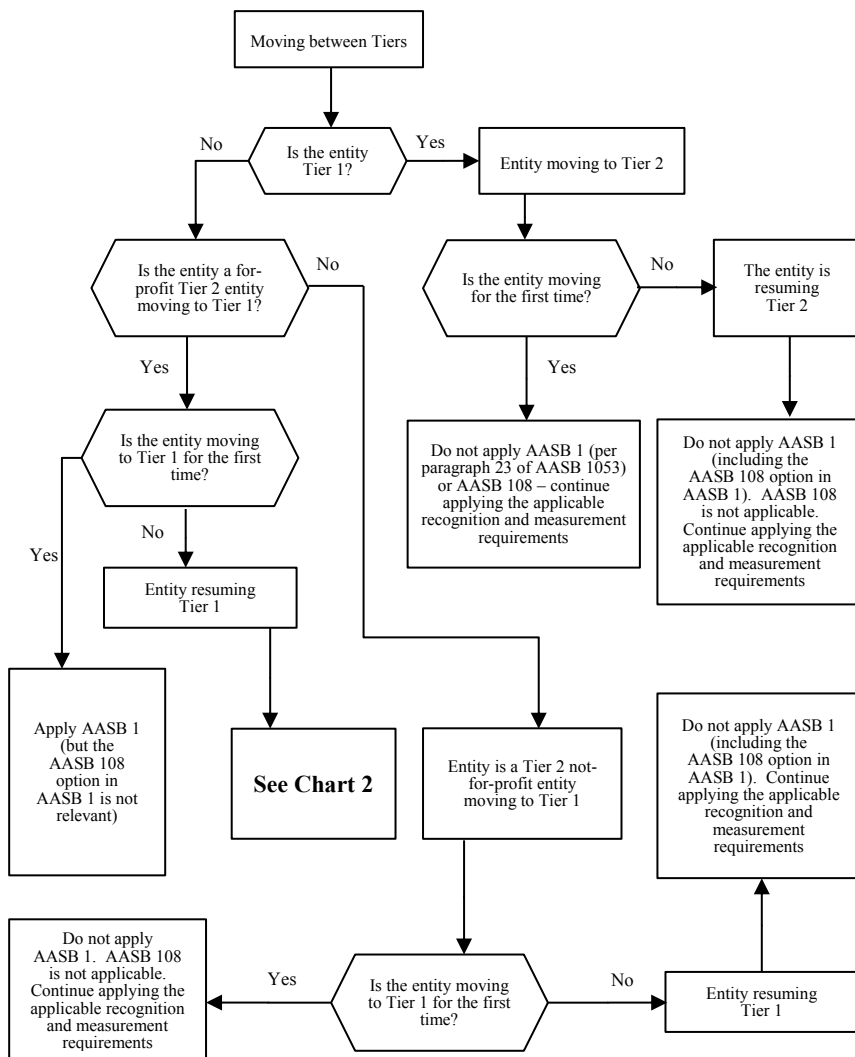 Moving between Tiers
No
Is the entity
Tier 1?
Yes
Entity moving to Tier 2
Is the entity a for-
profit Tier 2 entity
moving to Tier 1?
No
Is the entity moving
for the first time?
No
The entity is
resuming
Tier 2
Yes
Yes
Is the entity moving
to Tier 1 for the first
time?
Do not apply AASB 1 (per
paragraph 23 of AASB 1053)
or AASB 108 – continue
applying the applicable
recognition and measurement
requirements
Do not apply AASB 1
(including the
AASB 108 option in
AASB 1).  AASB 108
is not applicable.
Continue applying the
applicable recognition
and measurement
requirements
Yes
No
Entity resuming
Tier 1
Apply AASB 1
(but the
AASB 108
option in
AASB 1 is not
relevant)
See Chart 2
Entity is a Tier 2 not-
for-profit entity
moving to Tier 1
Do not apply AASB 1
(including the
AASB 108 option in
AASB 1).  Continue
applying the applicable
recognition and
measurement
requirements
Do not apply
AASB 1.  AASB 108
is not applicable.
Continue applying the
applicable recognition
and measurement
requirements
Yes
Is the entity moving
to Tier 1 for the first
time?
No
Entity resuming
Tier 1